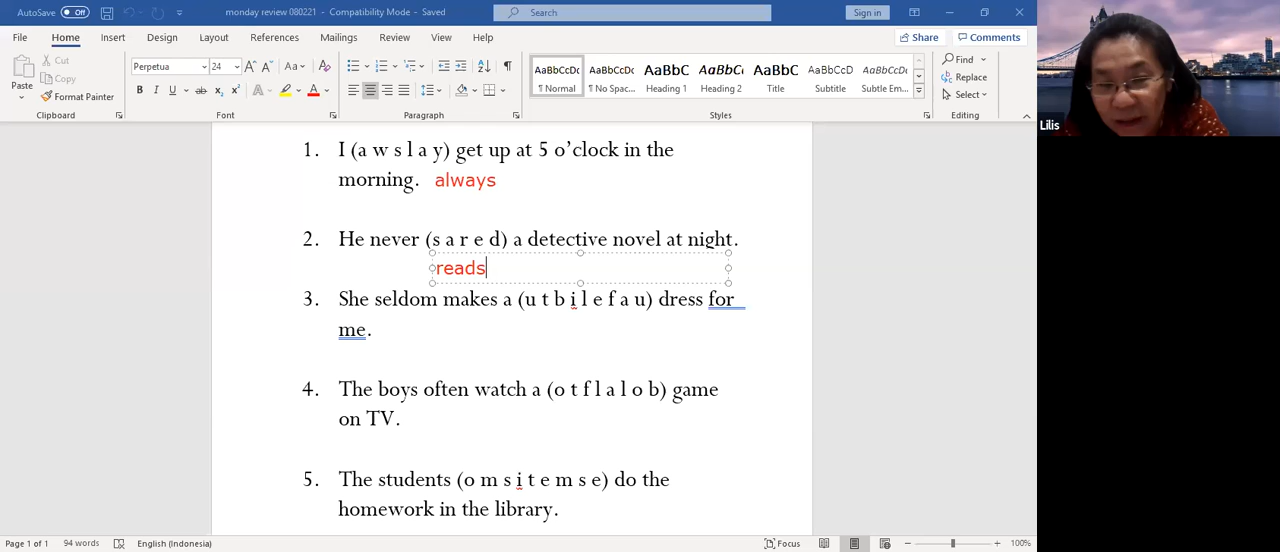 AutoSave Off monday review 080221 - Compatibility Mode - Saved Search Sign in
File Home Insert Design Layout References Mailings Review View Help Share Comments
Paste Cut Copy Format Painter
Perpetua 24
AaBbCcDc AaBbCcDc AaBbC AaBbCc AaBbC AaBbCcD AaBbCcDc
¶ Normal ¶ No Spac... Heading 1 Heading 2 Title Subtitle Subtle Em...
Find
Replace
Select
Clipboard Font Paragraph Styles Editing
1. I (a w s l a y) get up at 5 o’clock in the
morning. always
2. He never (s a r e d) a detective novel at night.
reads
3. She seldom makes a (u t b i l e f a u) dress for
me.
4. The boys often watch a (o t f l a l o b) game
on TV.
5. The students (o m s i t e m s e) do the
homework in the library.
Page 1 of 1 94 words English (Indonesia) Focus 100%
Lilis